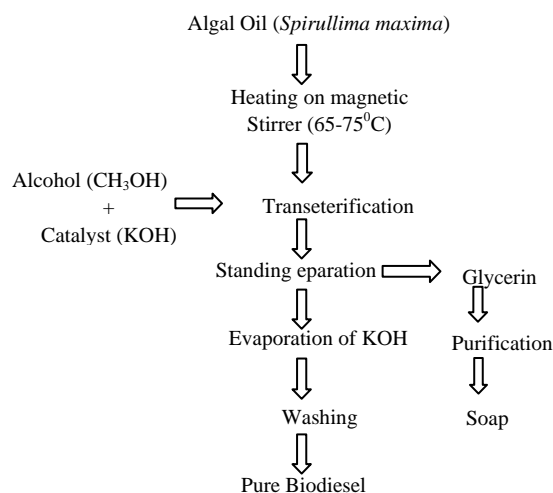 Algal Oil (Spirullima maxima)
Heating on magnetic
Stirrer (65-75⁰C)
Alcohol (CH₃OH)
+
Catalyst (KOH)
Transeterification
Standing eparation
Glycerin
Evaporation of KOH
Purification
Washing
Soap
Pure Biodiesel